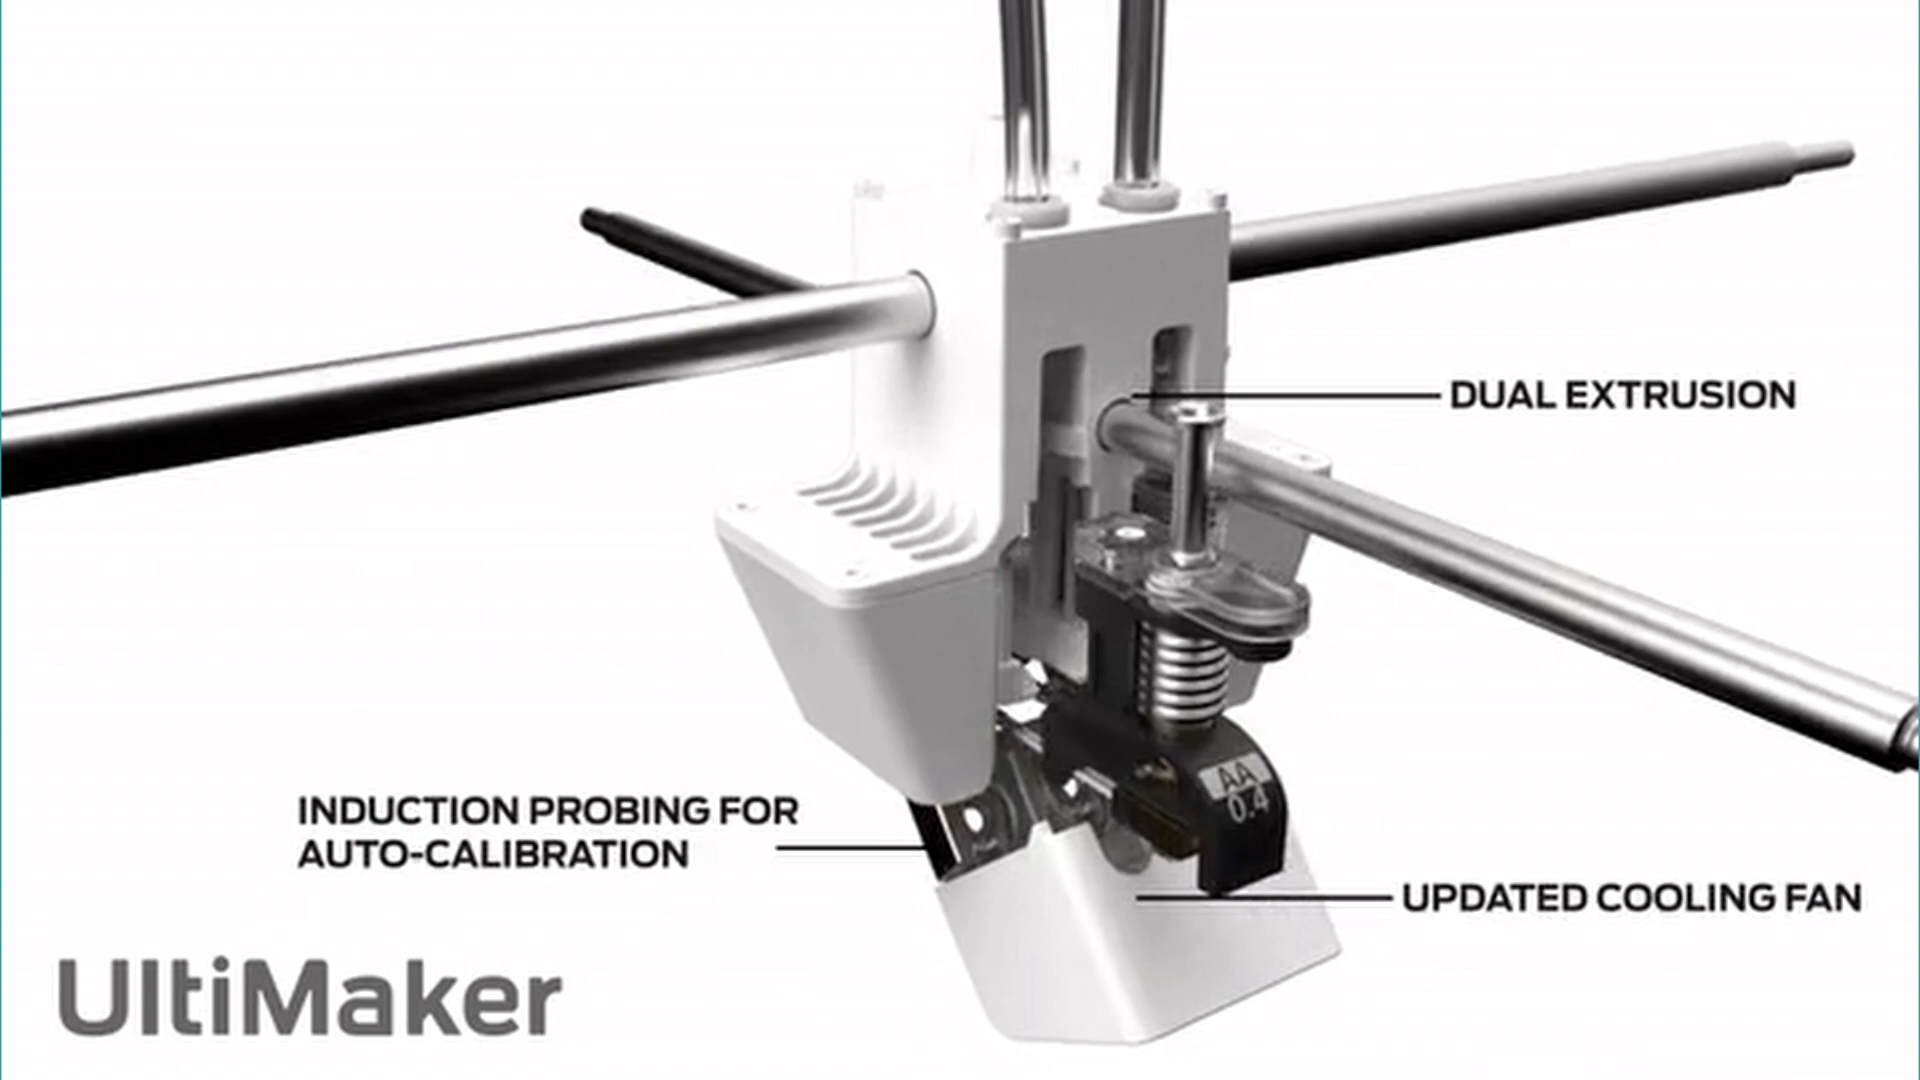 DUAL EXTRUSION
INDUCTION PROBING FOR
AUTO-CALIBRATION
AA
0.4
UPDATED COOLING FAN
UltiMaker